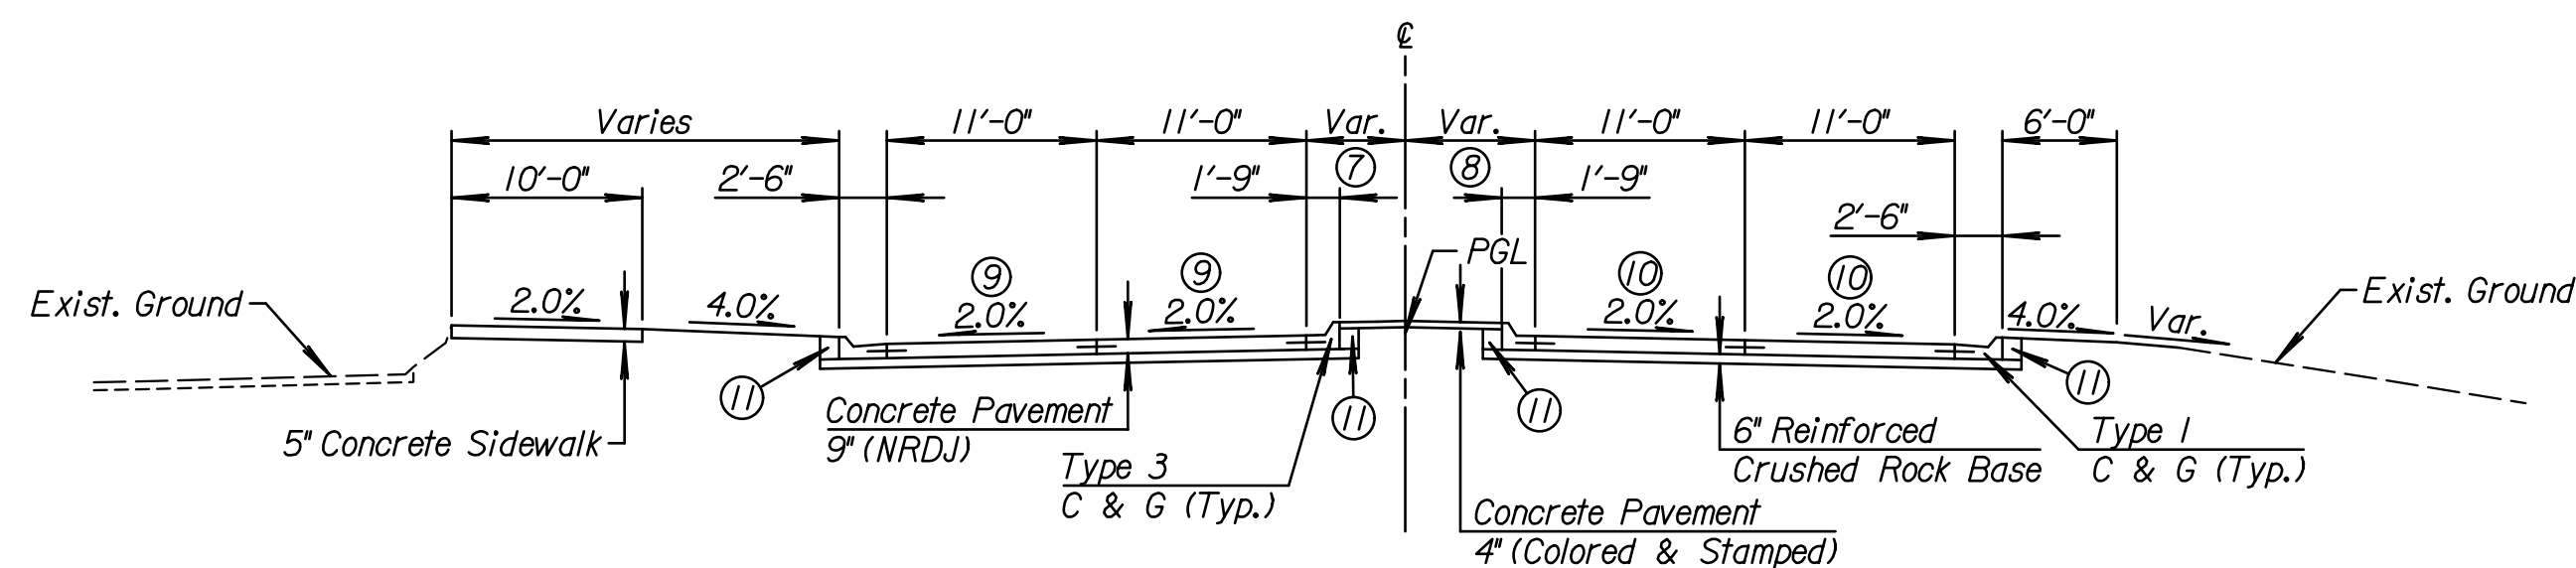 ℄
Varies
11'-0"
11'-0"
Var.
Var.
11'-0"
11'-0"
6'-0"
10'-0"
2'-6"
1'-9"
7
8
1'-9"
2'-6"
PGL
9
9
10
10
Exist. Ground
2.0%
4.0%
2.0%
2.0%
2.0%
2.0%
4.0%
Var.
Exist. Ground
11
11
11
11
5" Concrete Sidewalk
Concrete Pavement
9" (NRDJ)
Type 3
C & G (Typ.)
6" Reinforced
Crushed Rock Base
Type 1
C & G (Typ.)
Concrete Pavement
4" (Colored & Stamped)